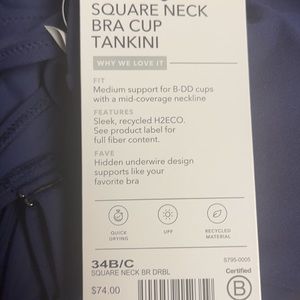 SQUARE NECK
BRA CUP
TANKINI
WHY WE LOVE IT
FIT
Medium support for B-DD cups
with a mid-coverage neckline
FEATURES
Sleek, recycled H2ECO.
See product label for
full fiber content.
FAVE
Hidden underwire design
supports like your
favorite bra
QUICK
DRYING
UPF
RECYCLED
MATERIAL
34B/C
S795-0005
SQUARE NECK BR DRBL
$74.00
Certified
B